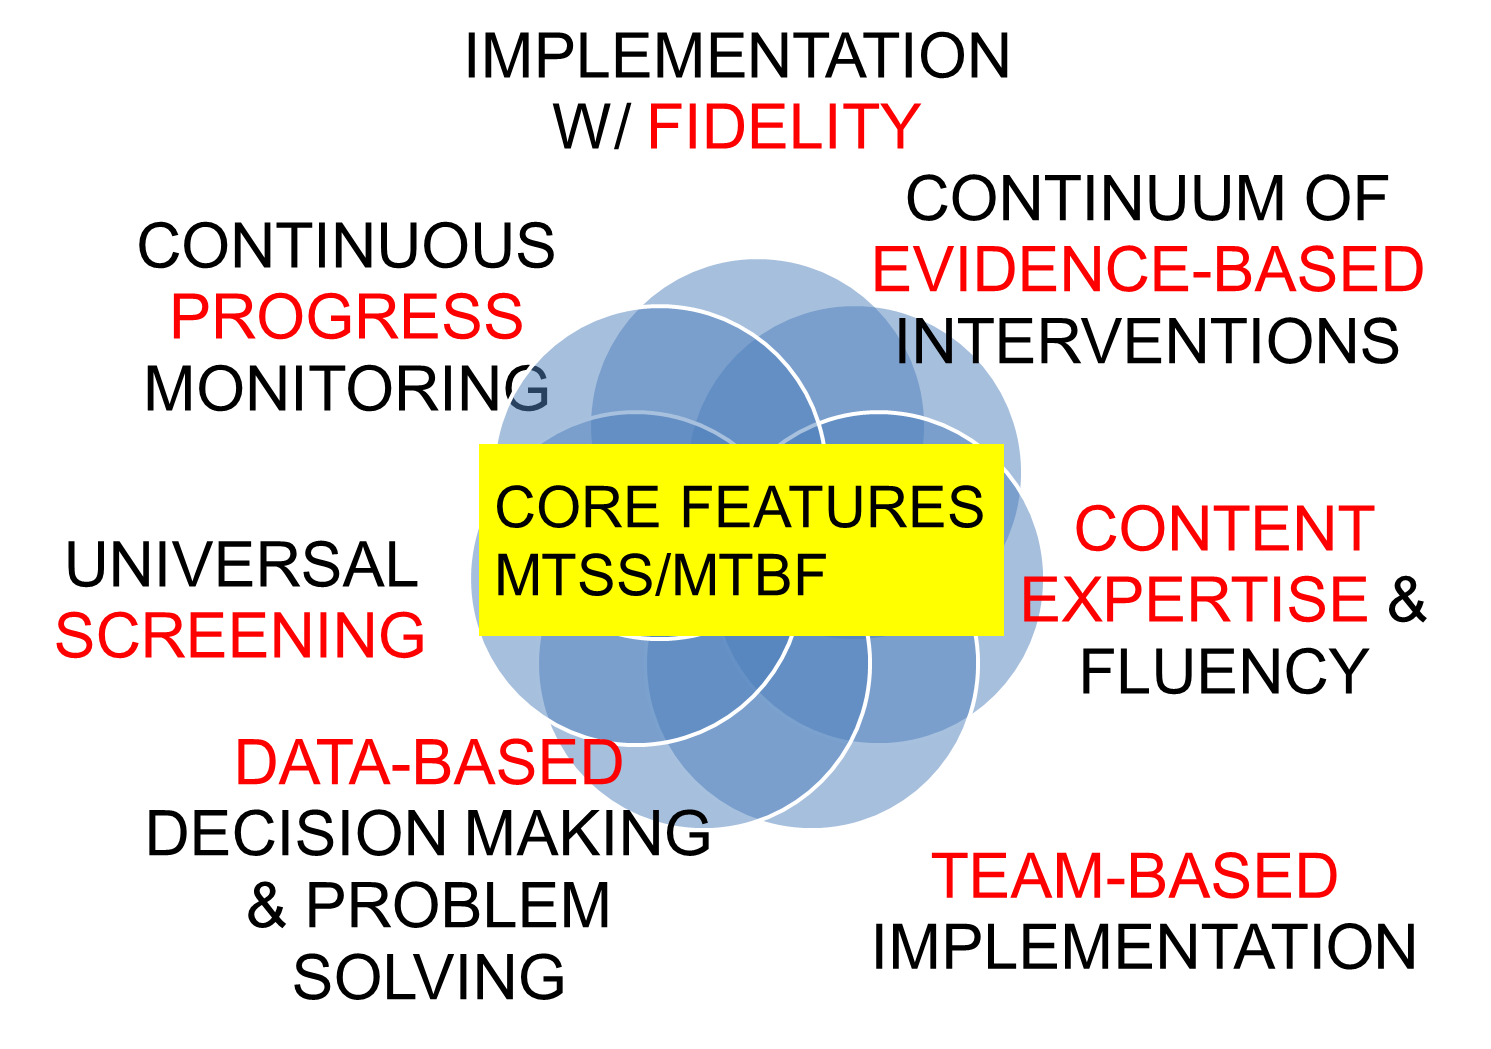 IMPLEMENTATION
W/ FIDELITY
CONTINUUM OF
EVIDENCE-BASED
INTERVENTIONS
CONTINUOUS
PROGRESS
MONITORING
CORE FEATURES
MTSS/MTBF
CONTENT
EXPERTISE &
FLUENCY
UNIVERSAL
SCREENING
DATA-BASED
DECISION MAKING
& PROBLEM
SOLVING
TEAM-BASED
IMPLEMENTATION